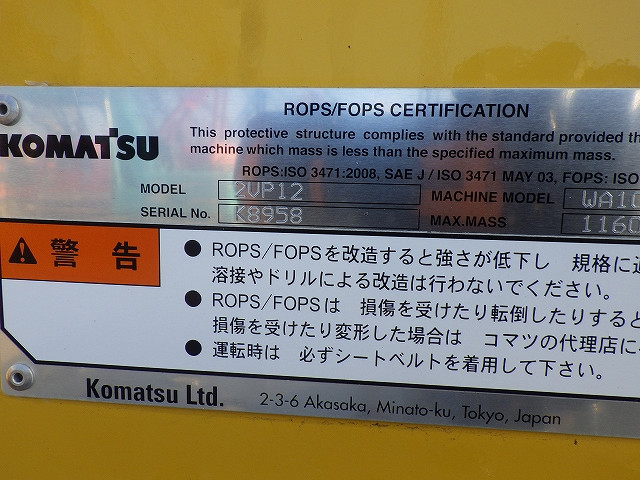 KOMATSU
ROPS/FOPS CERTIFICATION
This protective structure complies with the standard provided
machine which mass is less than the specified maximum mass.
ROPS:ISO 3471:2008, SAE J / ISO 3471 MAY 03, FOPS: ISO
MODEL 2VP12 MACHINE MODEL
SERIAL No. K8958 MAX.MASS
⚠ 警告
● ROPS/FOPSを改造すると強さが低下し 規格に
溶接やドリルによる改造は行わないでください。
● ROPS/FOPSは 損傷を受けたり転倒したりすると
損傷を受けたり変形した場合は コマツの代理店に
● 運転時は 必ずシートベルトを着用して下さい。
Komatsu Ltd. 2-3-6 Akasaka, Minato-ku, Tokyo, Japan